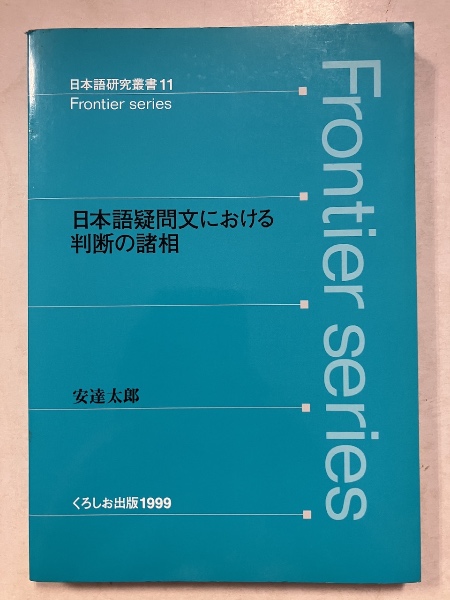 日本語研究叢書11
Frontier series
日本語疑問文における
判断の諸相
安達太郎
くろしお出版1999
Frontier series